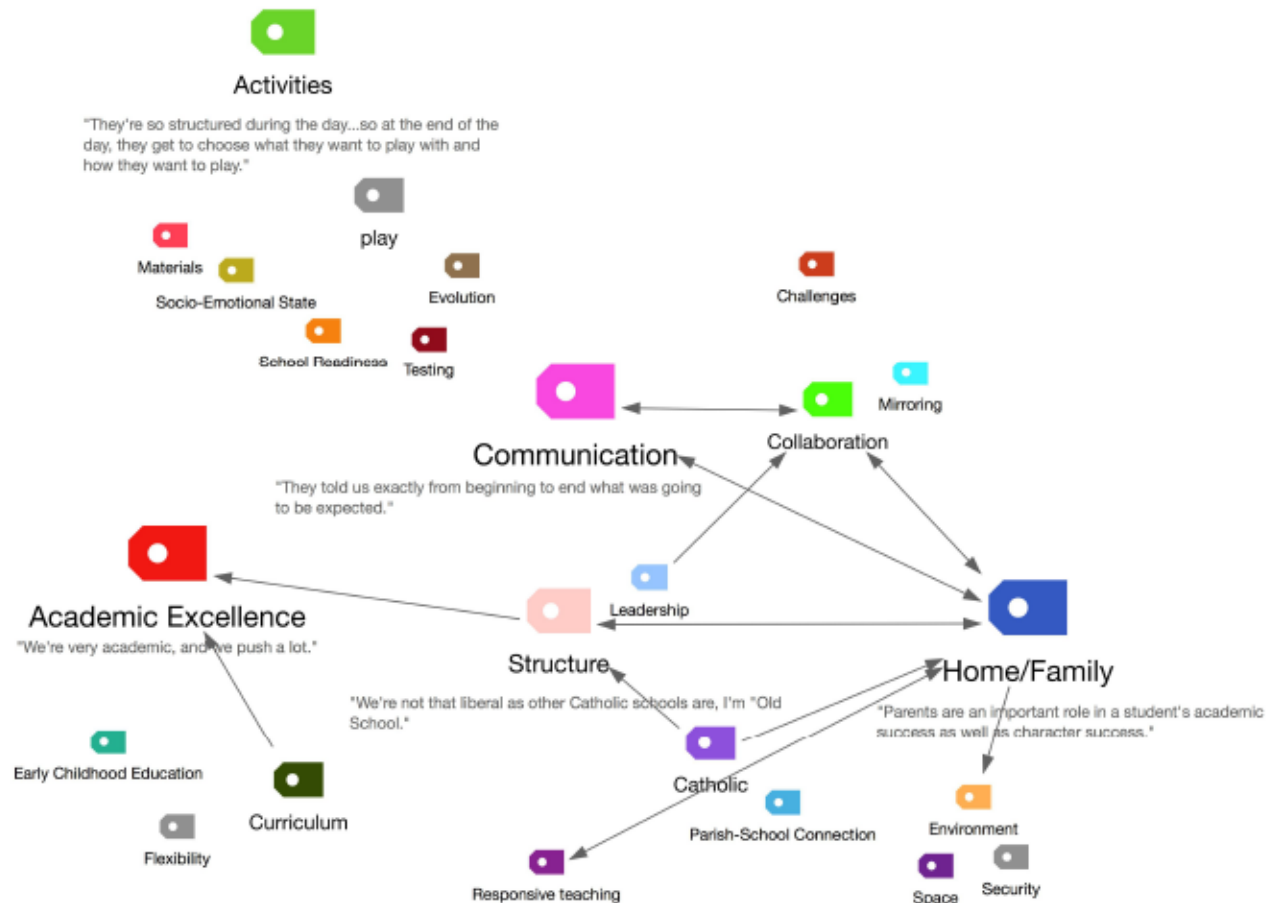 Activities
"They're so structured during the day...so at the end of the
day, they get to choose what they want to play with and
how they want to play."
play
Materials
Socio-Emotional State
Evolution
Challenges
School Readiness
Testing
Mirroring
Collaboration
Communication
"They told us exactly from beginning to end what was going
to be expected."
Academic Excellence
"We're very academic, and we push a lot."
Leadership
Structure
"We're not that liberal as other Catholic schools are, I'm "Old
School."
Home/Family
"Parents are an important role in a student's academic
success as well as character success."
Catholic
Early Childhood Education
Curriculum
Flexibility
Parish-School Connection
Environment
Responsive teaching
Space
Security